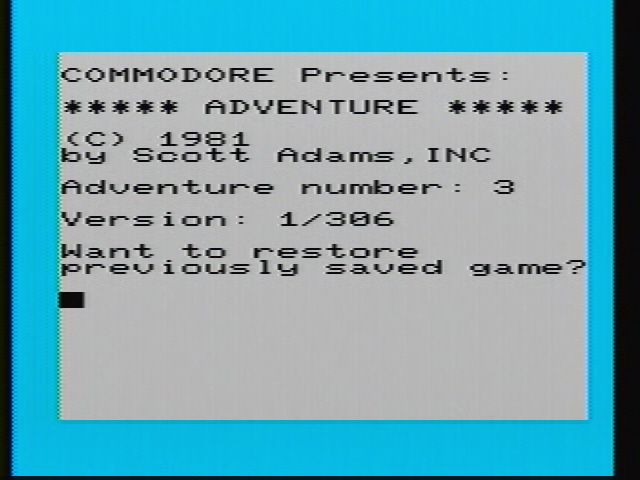 COMMODORE Presents:
***** ADVENTURE *****
(C) 1981
by Scott Adams,INC
Adventure number: 3
Version: 1/306
Want to restore
previously saved game?